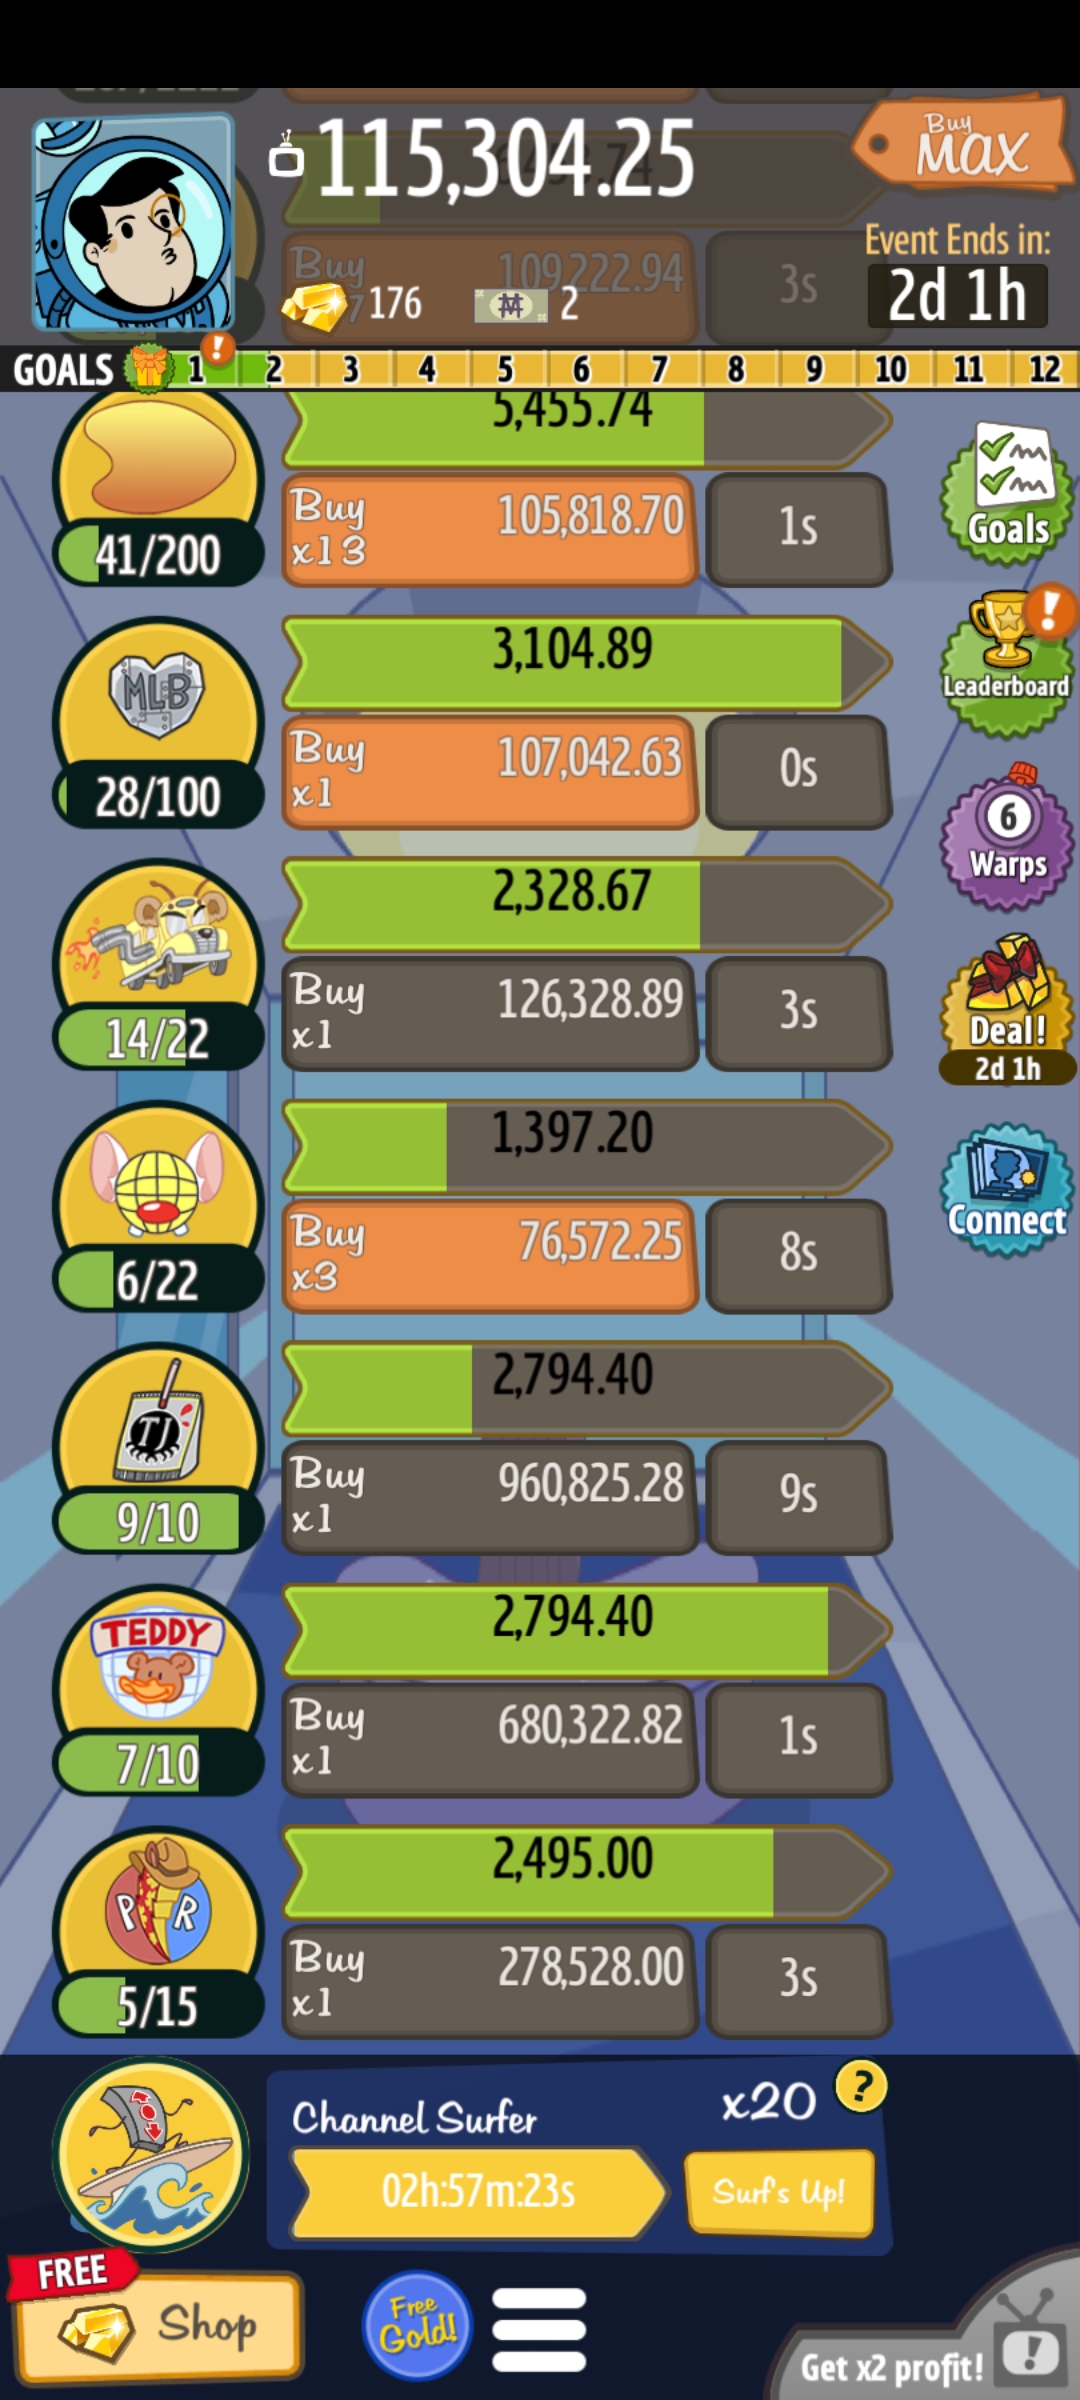 115,304.25
Buy
MAX
Event Ends in:
2d 1h
Buy
109,222.94
3s
176
2
GOALS
! 1 2 3 4 5 6 7 8 9 10 11 12
5,455.74
41/200
Buy
x13
105,818.70
1s
Goals
3,104.89
MLB
28/100
Buy
x1
107,042.63
0s
!
Leaderboard
2,328.67
14/22
Buy
x1
126,328.89
3s
6
Warps
Deal!
2d 1h
1,397.20
6/22
Buy
x3
76,572.25
8s
Connect
2,794.40
TJ
9/10
Buy
x1
960,825.28
9s
2,794.40
TEDDY
7/10
Buy
x1
680,322.82
1s
2,495.00
P R
5/15
Buy
x1
278,528.00
3s
Channel Surfer
x20
?
02h:57m:23s
Surf's Up!
FREE
Shop
Free
Gold!
Get x2 profit!
!